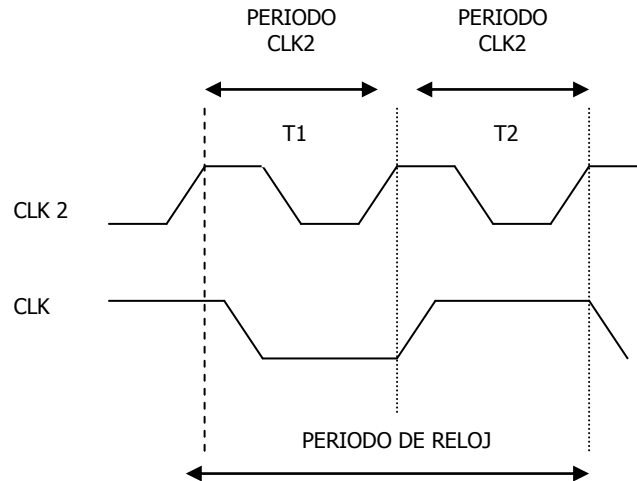 PERIODO
CLK2
PERIODO
CLK2
T1
T2
CLK 2
CLK
PERIODO DE RELOJ